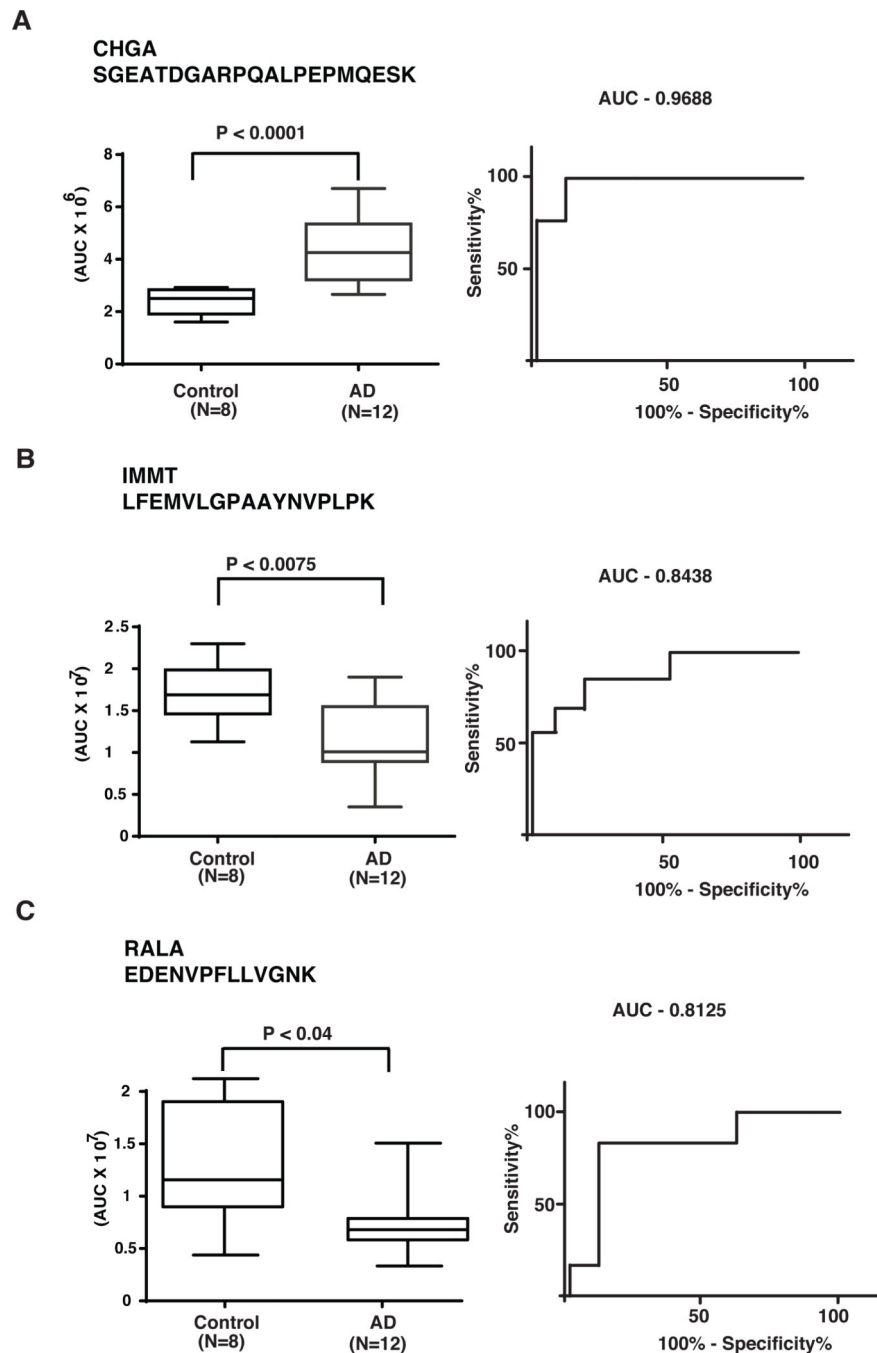 A
CHGA
SGEATDGARPQALPEPMQESK
P < 0.0001
(AUC X 10^6)
8
6
4
2
0
Control
(N=8)
AD
(N=12)
AUC - 0.9688
Sensitivity%
100
50
50
100
100% - Specificity%
B
IMMT
LFEMVLGPAAYNVPLPK
P < 0.0075
(AUC X 10^7)
2.5
2
1.5
1
0.5
0
Control
(N=8)
AD
(N=12)
AUC - 0.8438
Sensitivity%
100
50
50
100
100% - Specificity%
C
RALA
EDENVPFLLVGNK
P < 0.04
(AUC X 10^7)
2
1.5
1
0.5
0
Control
(N=8)
AD
(N=12)
AUC - 0.8125
Sensitivity%
100
50
50
100
100% - Specificity%